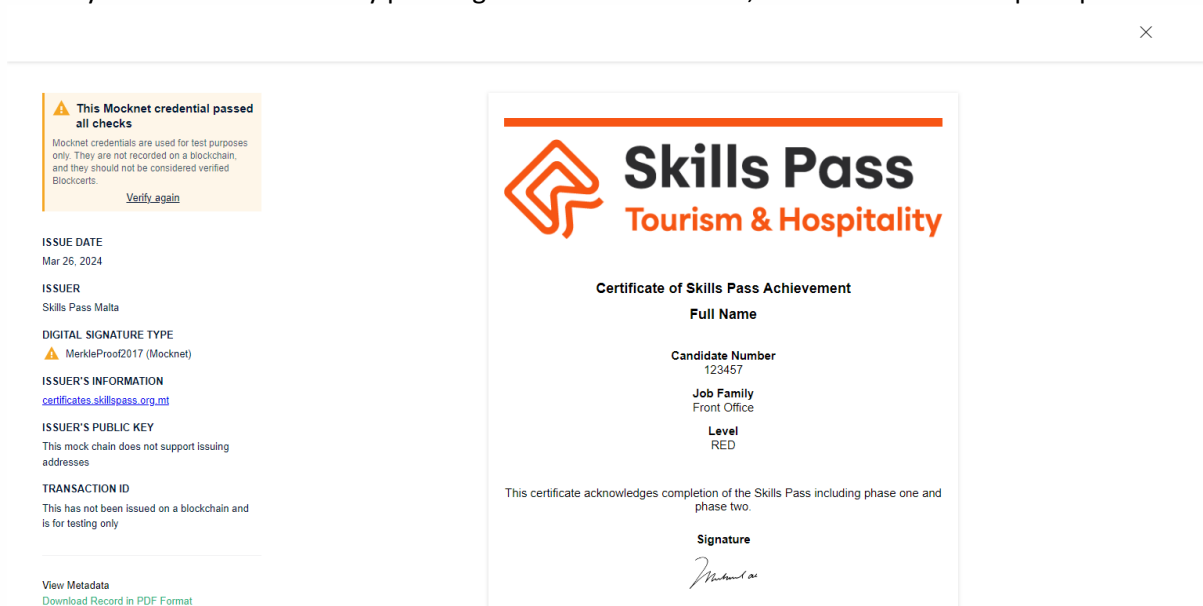 This Mocknet credential passed
all checks
Mocknet credentials are used for test purposes
only. They are not recorded on a blockchain,
and they should not be considered verified
Blockcerts.
Verify again
ISSUE DATE
Mar 26, 2024
ISSUER
Skills Pass Malta
DIGITAL SIGNATURE TYPE
MerkleProof2017 (Mocknet)
ISSUER'S INFORMATION
certificates.skillspass.org.mt
ISSUER'S PUBLIC KEY
This mock chain does not support issuing
addresses
TRANSACTION ID
This has not been issued on a blockchain and
is for testing only
View Metadata
Download Record in PDF Format
Skills Pass
Tourism & Hospitality
Certificate of Skills Pass Achievement
Full Name
Candidate Number
123457
Job Family
Front Office
Level
RED
This certificate acknowledges completion of the Skills Pass including phase one and
phase two.
Signature